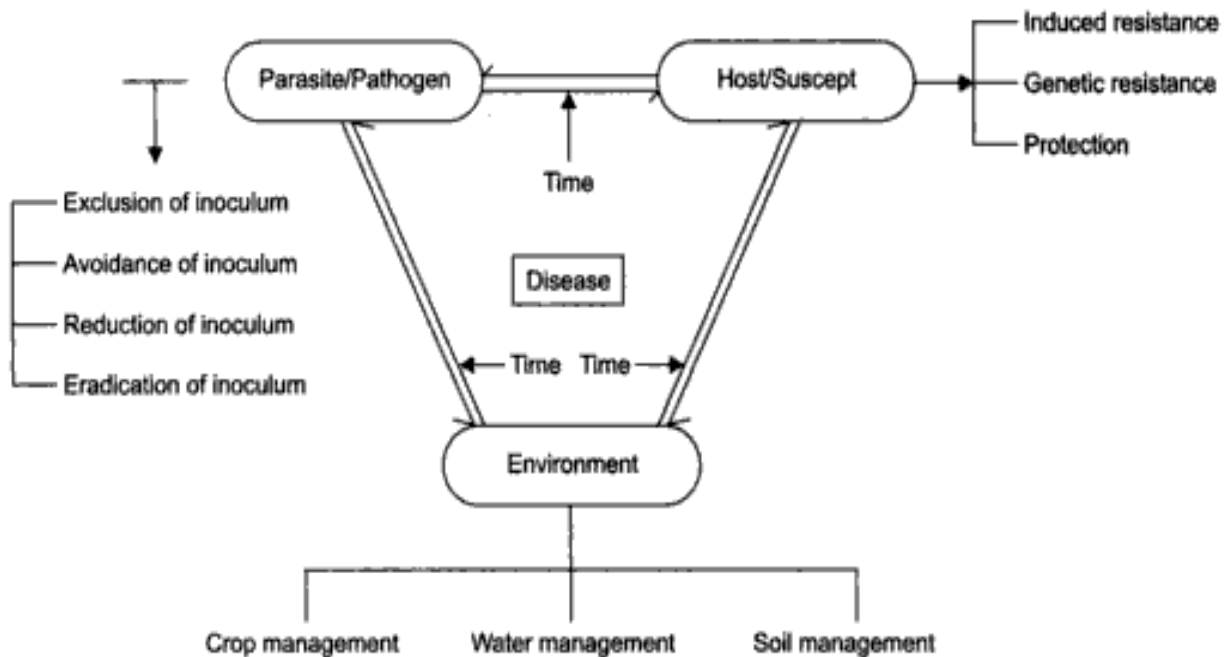 Parasite/Pathogen
Host/Suscept
Induced resistance
Genetic resistance
Protection
Time
Exclusion of inoculum
Avoidance of inoculum
Reduction of inoculum
Eradication of inoculum
Disease
Time Time
Environment
Crop management
Water management
Soil management